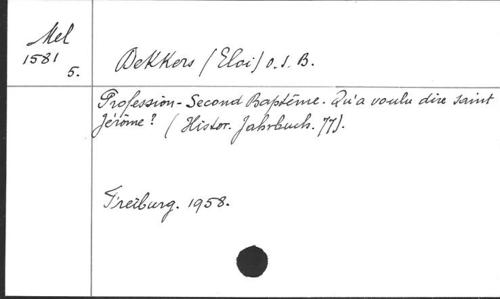 Mel
1581
5.
Dekkers (Eloi) O.S.B.
Profession-Second Baptême. Qu'a voulu dire saint
Jérôme? (Histor. Jahrbuch. 77).
Freiburg. 1958.